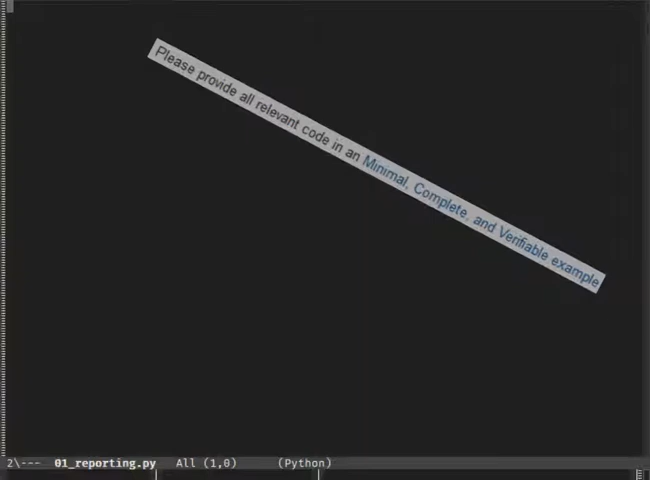 Please provide all relevant code in an Minimal, Complete, and Verifiable example
2\--- 01_reporting.py All (1,0) (Python)